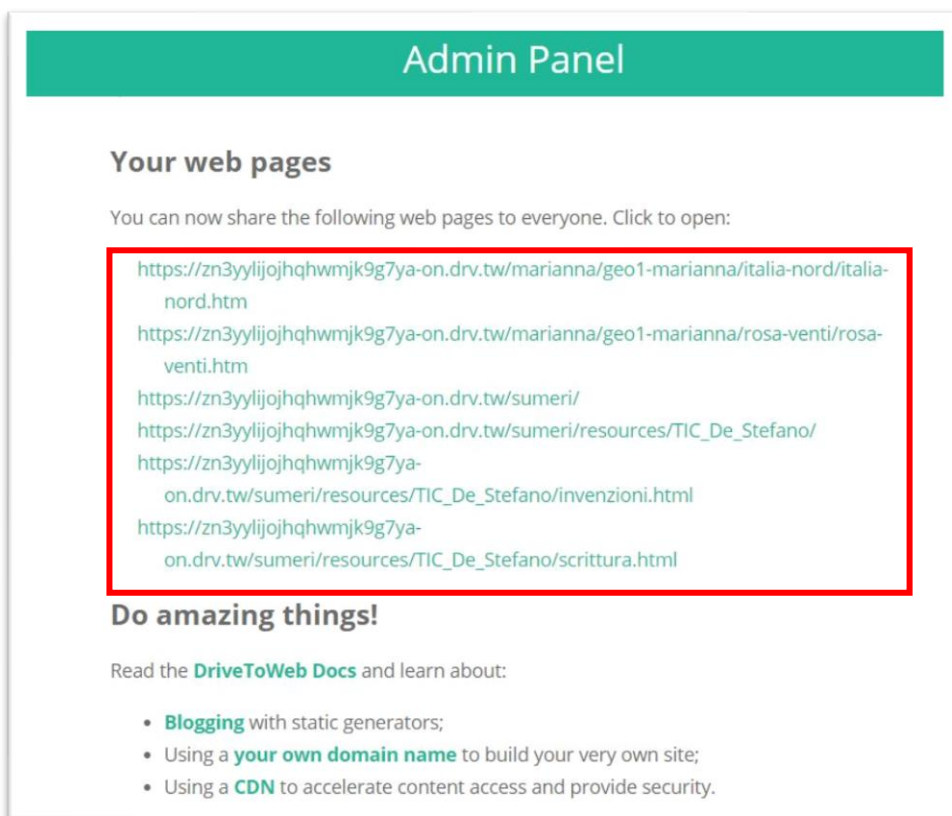 Admin Panel
Your web pages
You can now share the following web pages to everyone. Click to open:
https://zn3yylijojhqhwmjk9g7ya-on.drv.tw/marianna/geo1-marianna/italia-nord/italia-
nord.htm
https://zn3yylijojhqhwmjk9g7ya-on.drv.tw/marianna/geo1-marianna/rosa-venti/rosa-
venti.htm
https://zn3yylijojhqhwmjk9g7ya-on.drv.tw/sumeri/
https://zn3yylijojhqhwmjk9g7ya-on.drv.tw/sumeri/resources/TIC_De_Stefano/
https://zn3yylijojhqhwmjk9g7ya-
on.drv.tw/sumeri/resources/TIC_De_Stefano/invenzioni.html
https://zn3yylijojhqhwmjk9g7ya-
on.drv.tw/sumeri/resources/TIC_De_Stefano/scrittura.html
Do amazing things!
Read the DriveToWeb Docs and learn about:
• Blogging with static generators;
• Using a your own domain name to build your very own site;
• Using a CDN to accelerate content access and provide security.